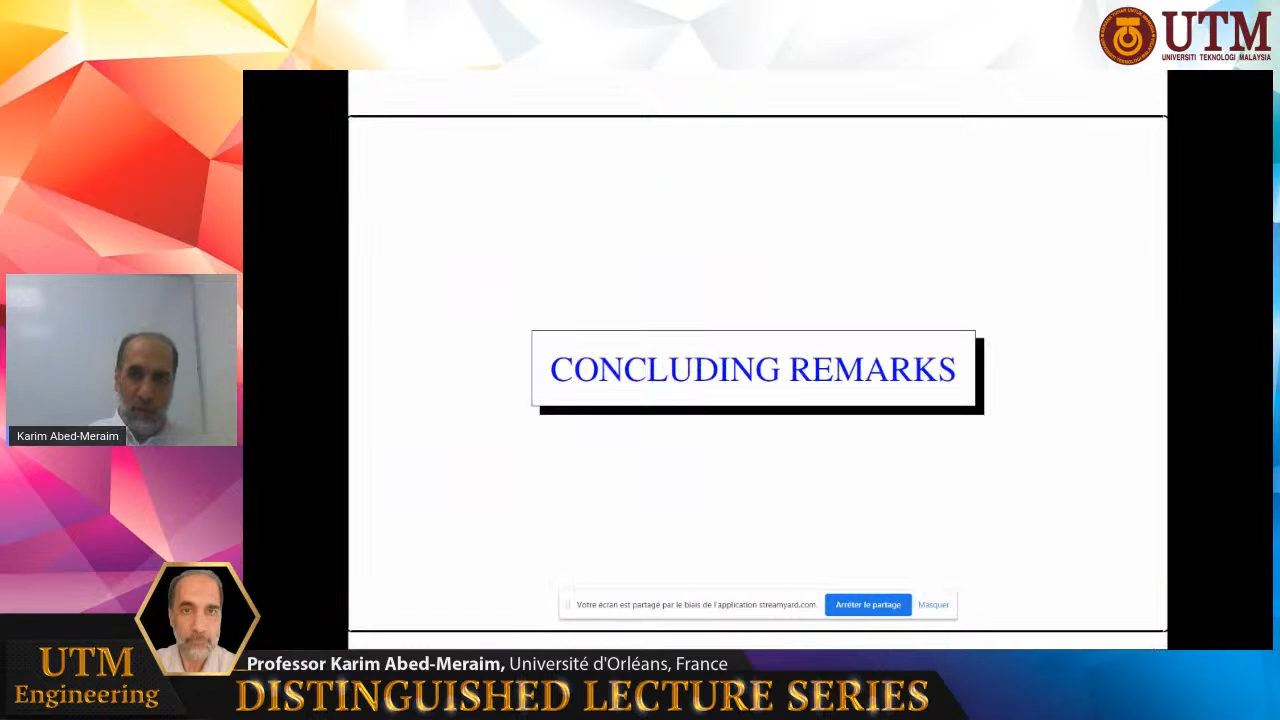 UTM
UNIVERSITI TEKNOLOGI MALAYSIA
CONCLUDING REMARKS
Karim Abed-Meraim
Votre écran est partagé par le biais de l'application streamyard.com.
Arrêter le partage
Masquer
UTM
Engineering
Professor Karim Abed-Meraim, Université d'Orléans, France
DISTINGUISHED LECTURE SERIES